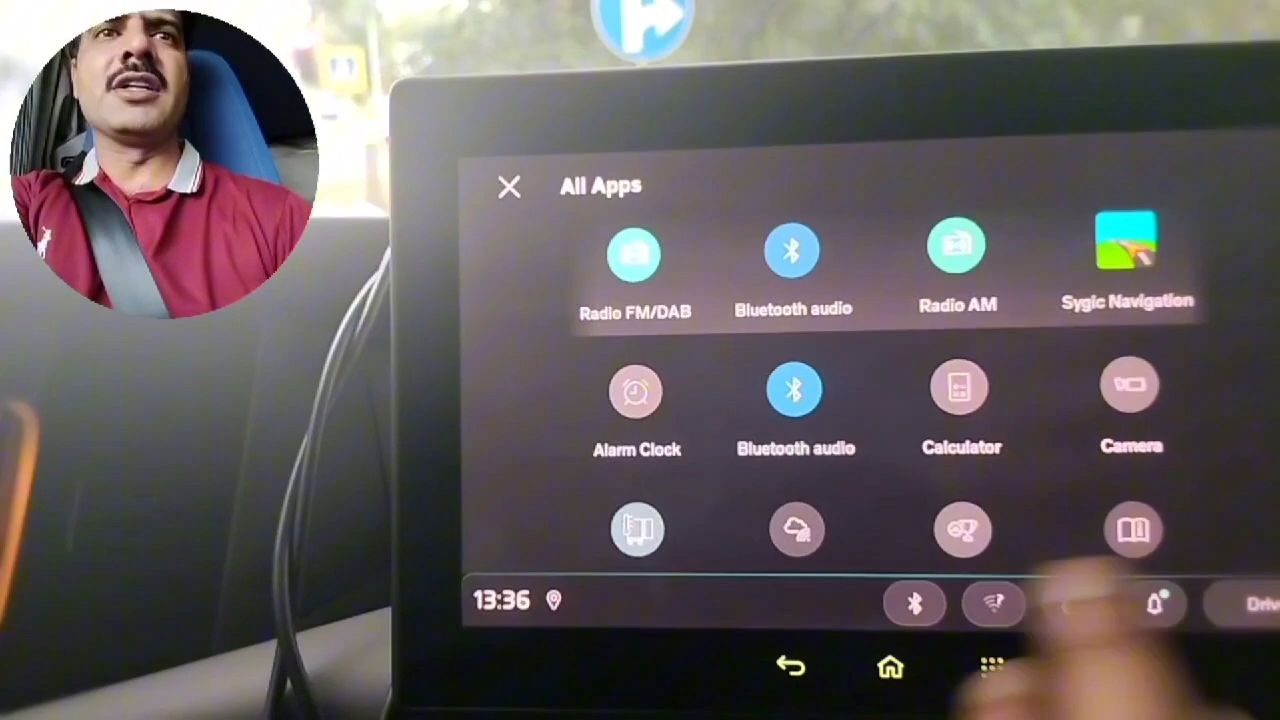 All Apps
Radio FM/DAB
Bluetooth audio
Radio AM
Sygic Navigation
Alarm Clock
Bluetooth audio
Calculator
Camera
13:36
Driv